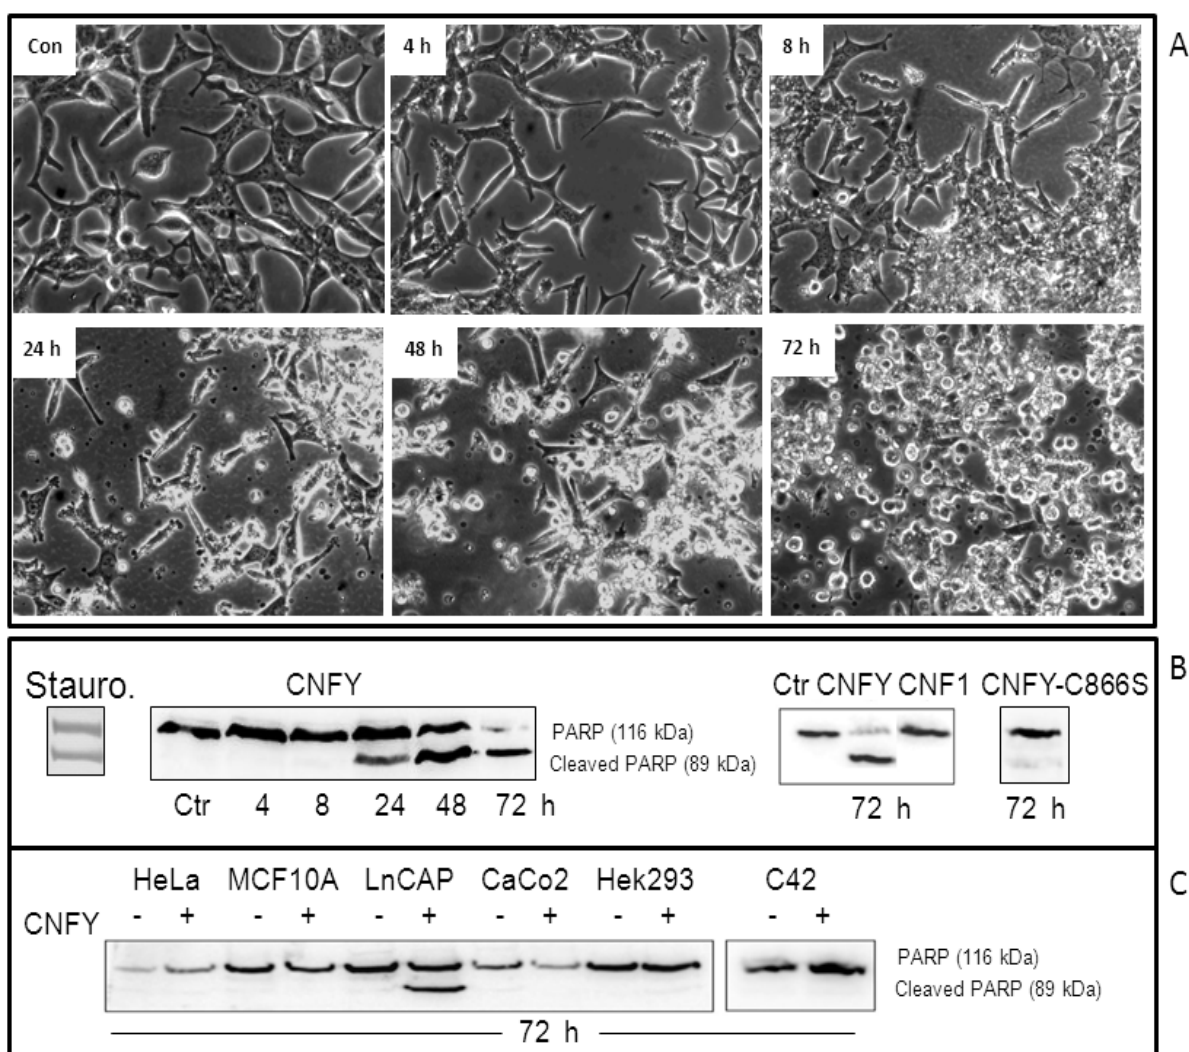 Con
4 h
8 h
A
24 h
48 h
72 h
Stauro.
CNFY
Ctr CNFY CNF1 CNFY-C866S
B
PARP (116 kDa)
Cleaved PARP (89 kDa)
Ctr 4 8 24 48 72 h
72 h
72 h
HeLa MCF10A LnCAP CaCo2 Hek293 C42
C
CNFY - + - + - + - + - + - +
PARP (116 kDa)
Cleaved PARP (89 kDa)
72 h